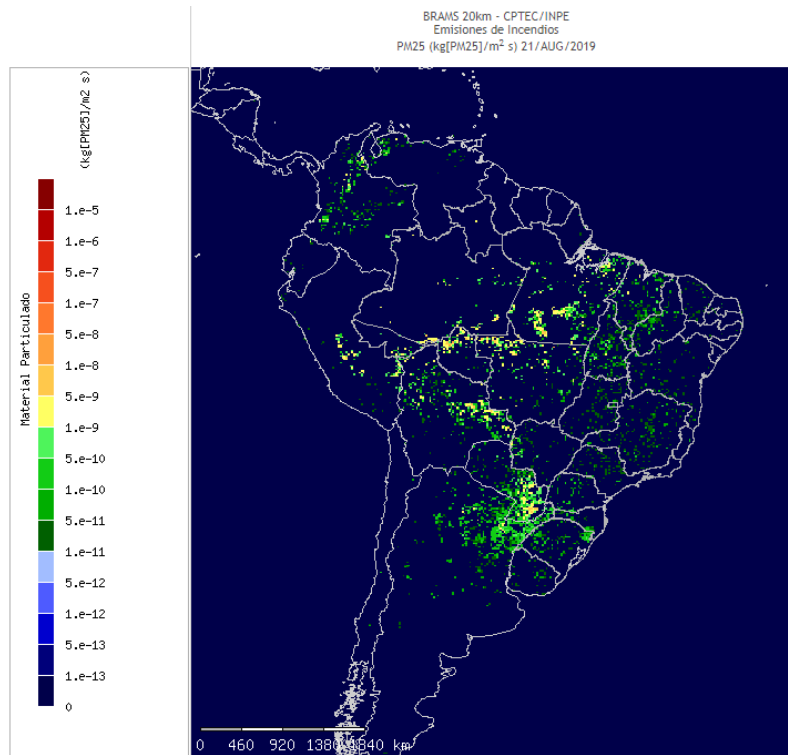 BRAMS 20km - CPTEC/INPE
Emisiones de Incendios
PM25 (kg[PM25]/m² s) 21/AUG/2019
(kg[PM25]/m2 s)
Material Particulado
1.e-5
1.e-6
5.e-7
1.e-7
5.e-8
1.e-8
5.e-9
1.e-9
5.e-10
1.e-10
5.e-11
1.e-11
5.e-12
1.e-12
5.e-13
1.e-13
0
0 460 920 1380 1840 km